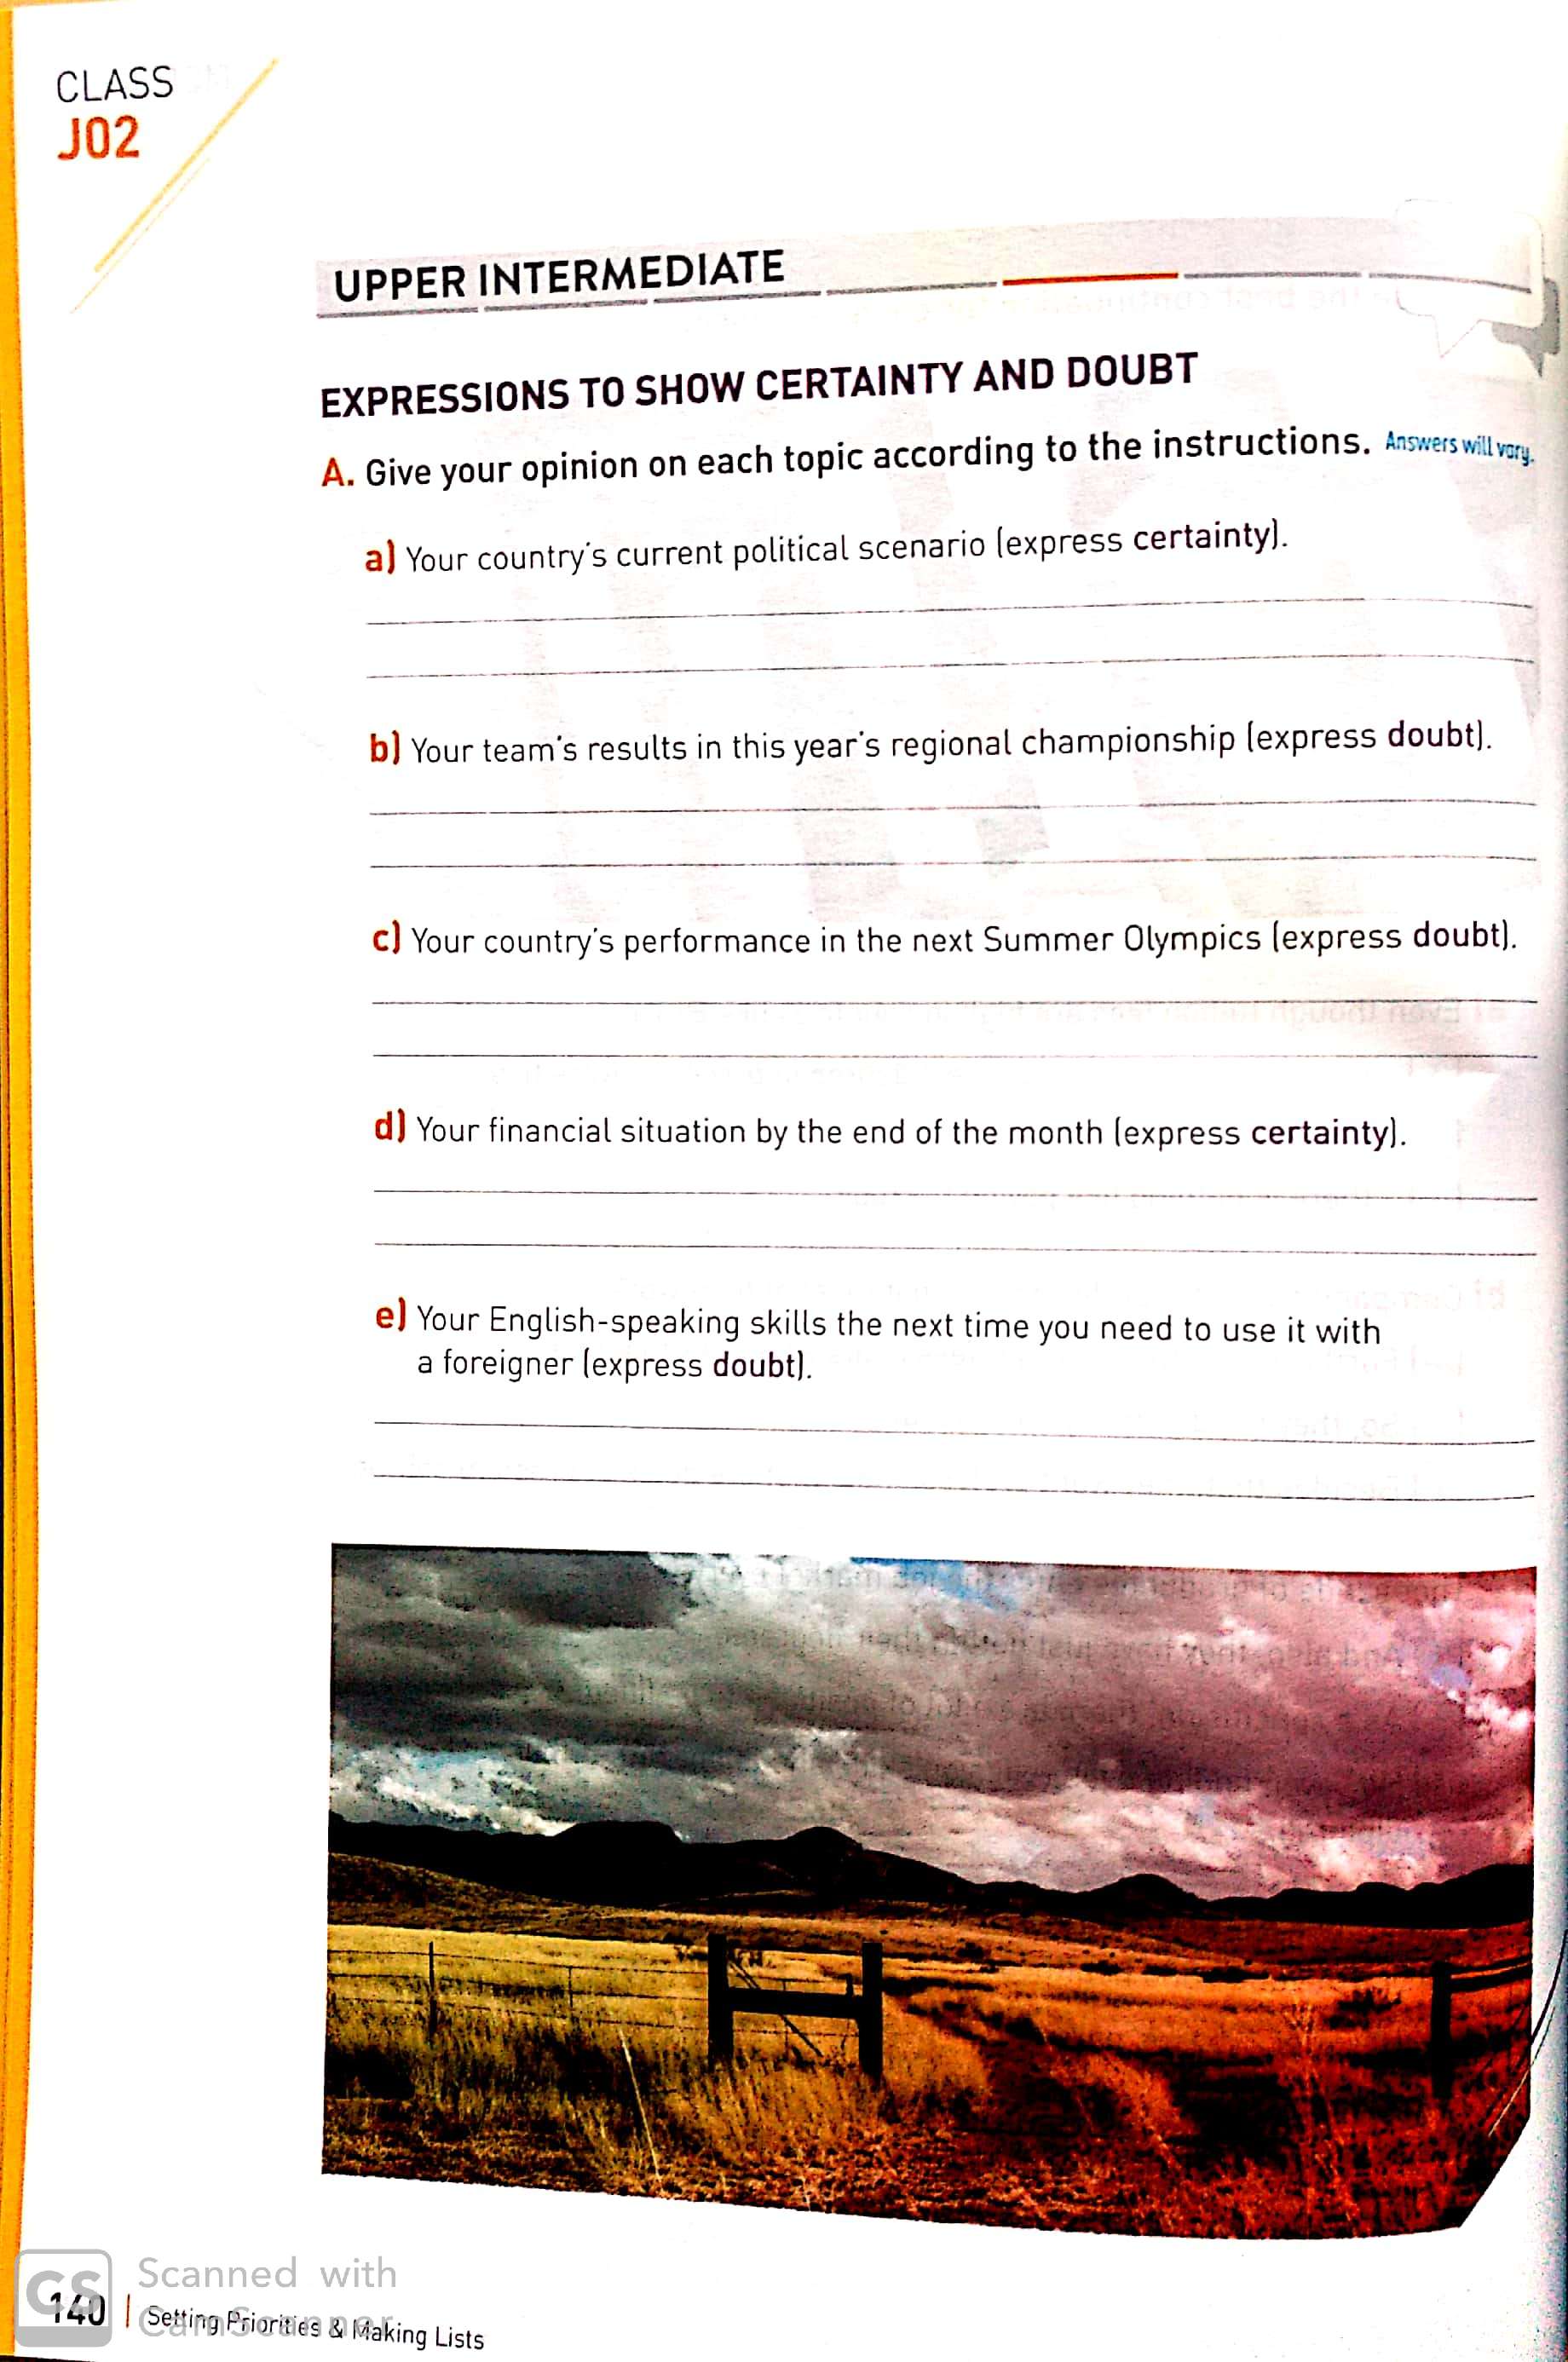 CLASS
J02
UPPER INTERMEDIATE
EXPRESSIONS TO SHOW CERTAINTY AND DOUBT
A. Give your opinion on each topic according to the instructions. Answers will vary.
a) Your country's current political scenario (express certainty).
b) Your team's results in this year's regional championship (express doubt).
c) Your country's performance in the next Summer Olympics (express doubt).
d) Your financial situation by the end of the month (express certainty).
e) Your English-speaking skills the next time you need to use it with
a foreigner (express doubt).
CS
Scanned with
CamScanner
140 | Setting Priorities & Making Lists